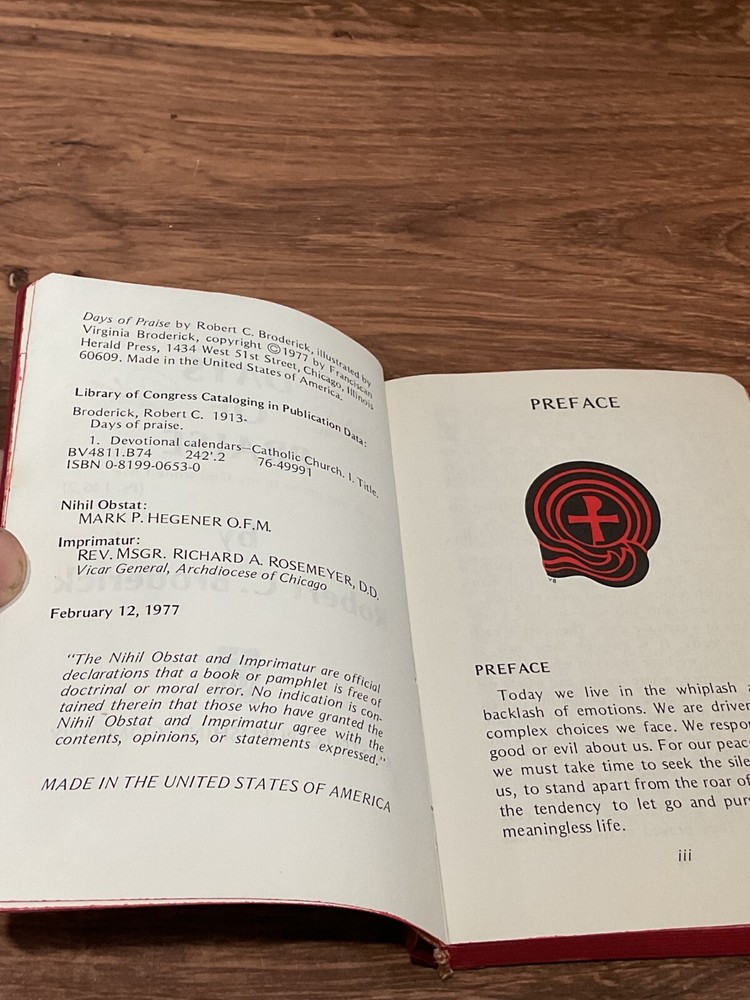 Days of Praise by Robert C. Broderick, illustrated by
Virginia Broderick, copyright ©1977 by Franciscan
Herald Press, 1434 West 51st Street, Chicago, Illinois
60609. Made in the United States of America.
Library of Congress Cataloging in Publication Data:
Broderick, Robert C. 1913-
Days of praise.
1. Devotional calendars—Catholic Church. I. Title.
BV4811.B74 242'.2 76-49991
ISBN 0-8199-0653-0
Nihil Obstat:
MARK P. HEGENER O.F.M.
Imprimatur:
REV. MSGR. RICHARD A. ROSEMEYER, D.D.
Vicar General, Archdiocese of Chicago
February 12, 1977
"The Nihil Obstat and Imprimatur are official
declarations that a book or pamphlet is free of
doctrinal or moral error. No indication is con-
tained therein that those who have granted the
Nihil Obstat and Imprimatur agree with the
contents, opinions, or statements expressed."
MADE IN THE UNITED STATES OF AMERICA
PREFACE
VB
PREFACE
Today we live in the whiplash
backlash of emotions. We are driven
complex choices we face. We respo
good or evil about us. For our peac
we must take time to seek the sile
us, to stand apart from the roar of
the tendency to let go and pur
meaningless life.
iii